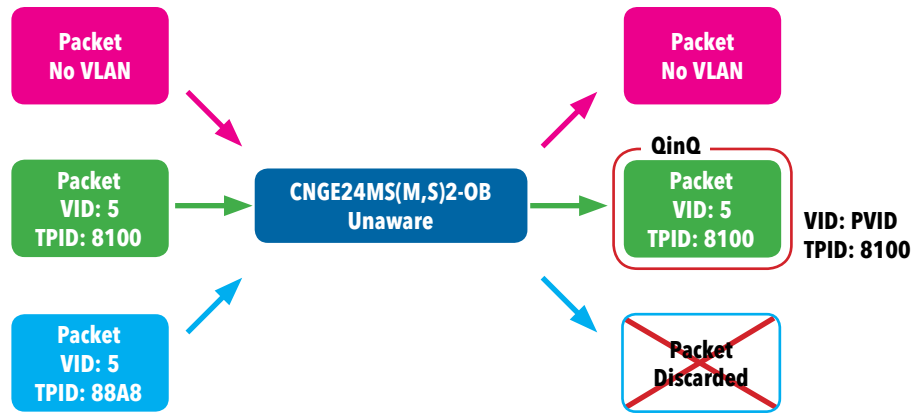 Packet
No VLAN
Packet
No VLAN
Packet
VID: 5
TPID: 8100
CNGE24MS(M,S)2-OB
Unaware
QinQ
Packet
VID: 5
TPID: 8100
VID: PVID
TPID: 8100
Packet
VID: 5
TPID: 88A8
Packet
Discarded